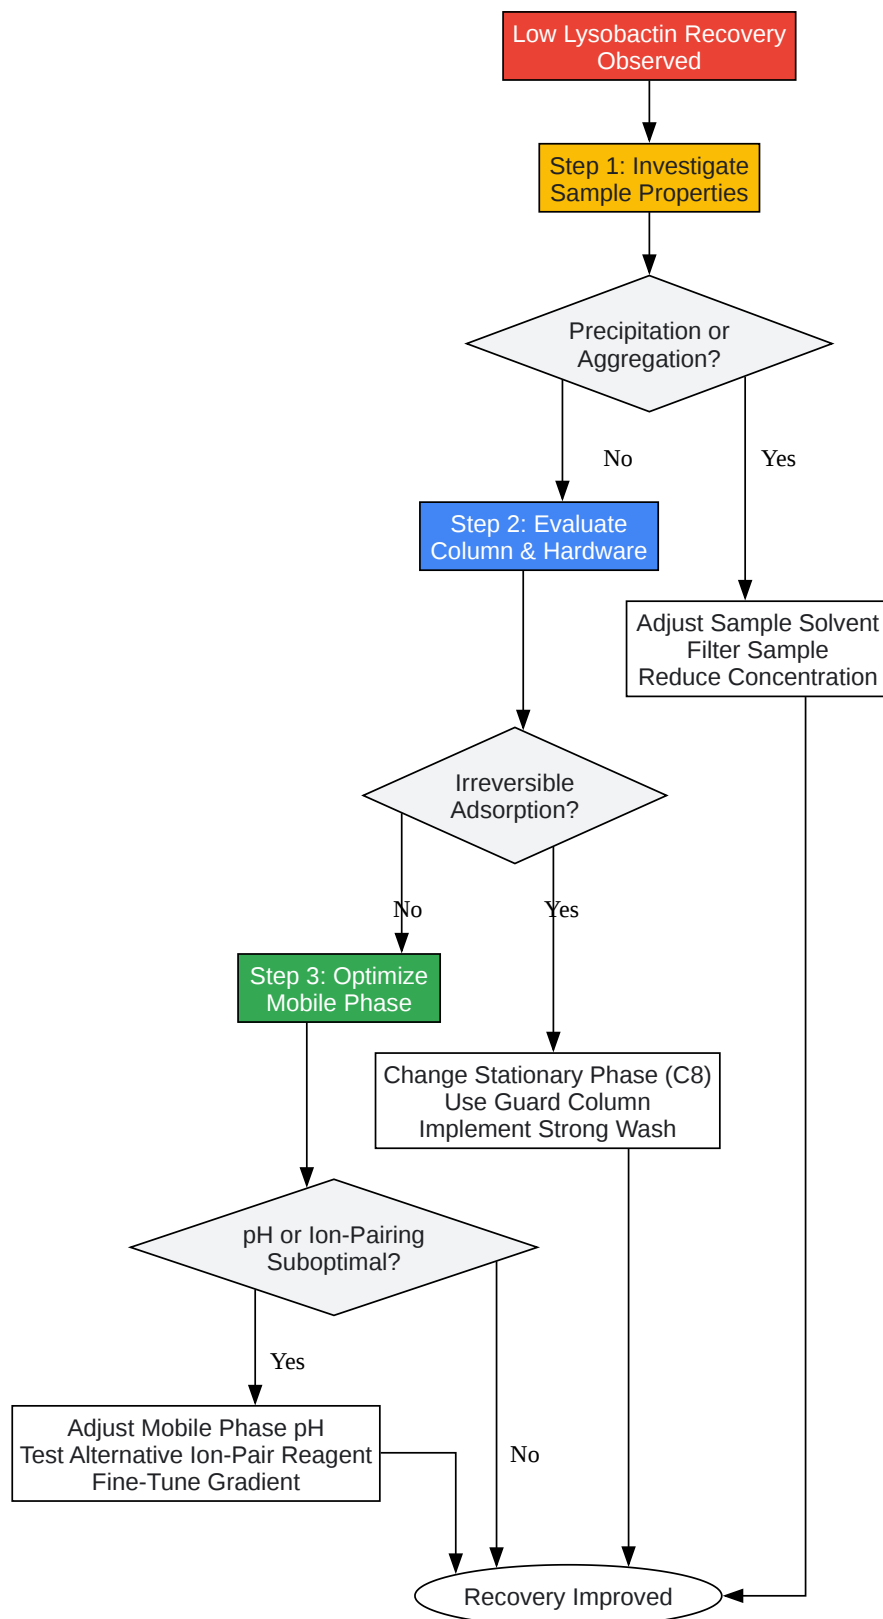 Low Lysobactin Recovery
Observed
Step 1: Investigate
Sample Properties
Precipitation or
Aggregation?
No
Yes
Step 2: Evaluate
Column & Hardware
Adjust Sample Solvent
Filter Sample
Reduce Concentration
Irreversible
Adsorption?
No
Yes
Step 3: Optimize
Mobile Phase
Change Stationary Phase (C8)
Use Guard Column
Implement Strong Wash
pH or Ion-Pairing
Suboptimal?
Yes
Adjust Mobile Phase pH
Test Alternative Ion-Pair Reagent
Fine-Tune Gradient
No
Recovery Improved